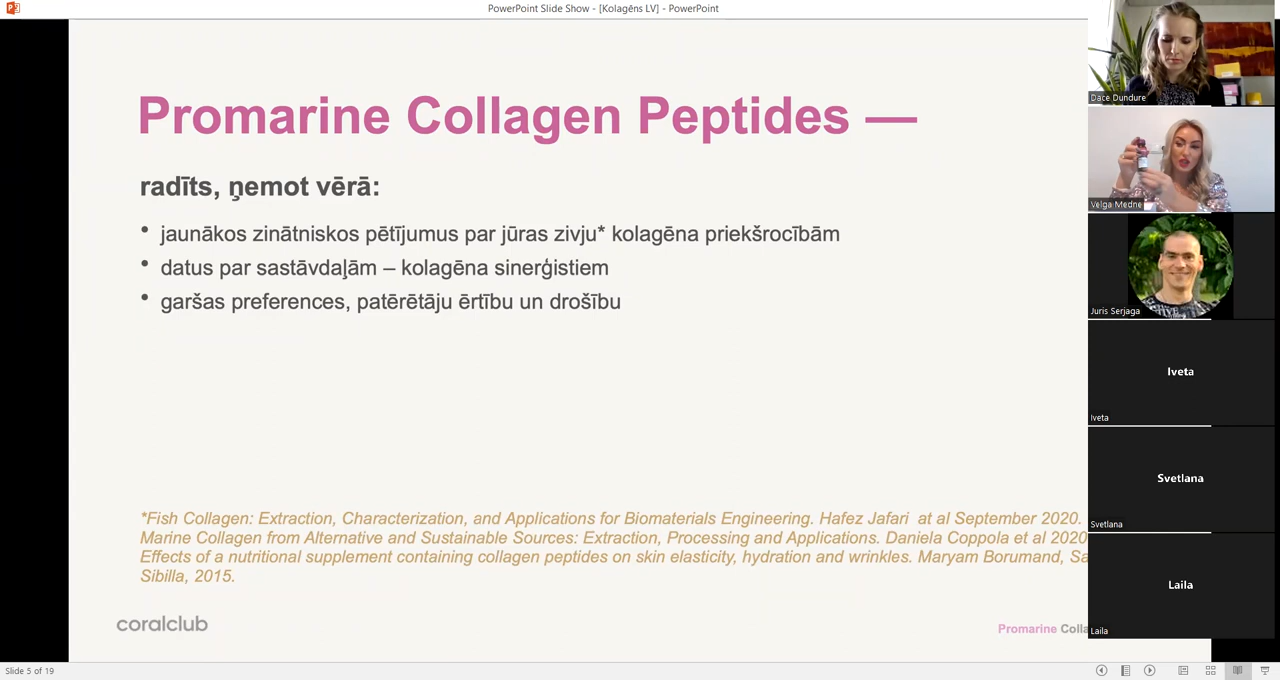 PowerPoint Slide Show - [Kolagēns LV] - PowerPoint
Promarine Collagen Peptides —
radīts, ņemot vērā:
• jaunākos zinātniskos pētījumus par jūras zivju* kolagēna priekšrocībām
• datus par sastāvdaļām – kolagēna sinerģistiem
• garšas preferences, patērētāju ērtību un drošību
*Fish Collagen: Extraction, Characterization, and Applications for Biomaterials Engineering. Hafez Jafari at al September 2020.
Marine Collagen from Alternative and Sustainable Sources: Extraction, Processing and Applications. Daniela Coppola et al 2020
Effects of a nutritional supplement containing collagen peptides on skin elasticity, hydration and wrinkles. Maryam Borumand, Sa
Sibilla, 2015.
coralclub
Promarine Colla
Slide 5 of 19
Dace Dundure
Velga Medne
Juris Serjaga
Iveta
Iveta
Svetlana
Svetlana
Laila
Laila